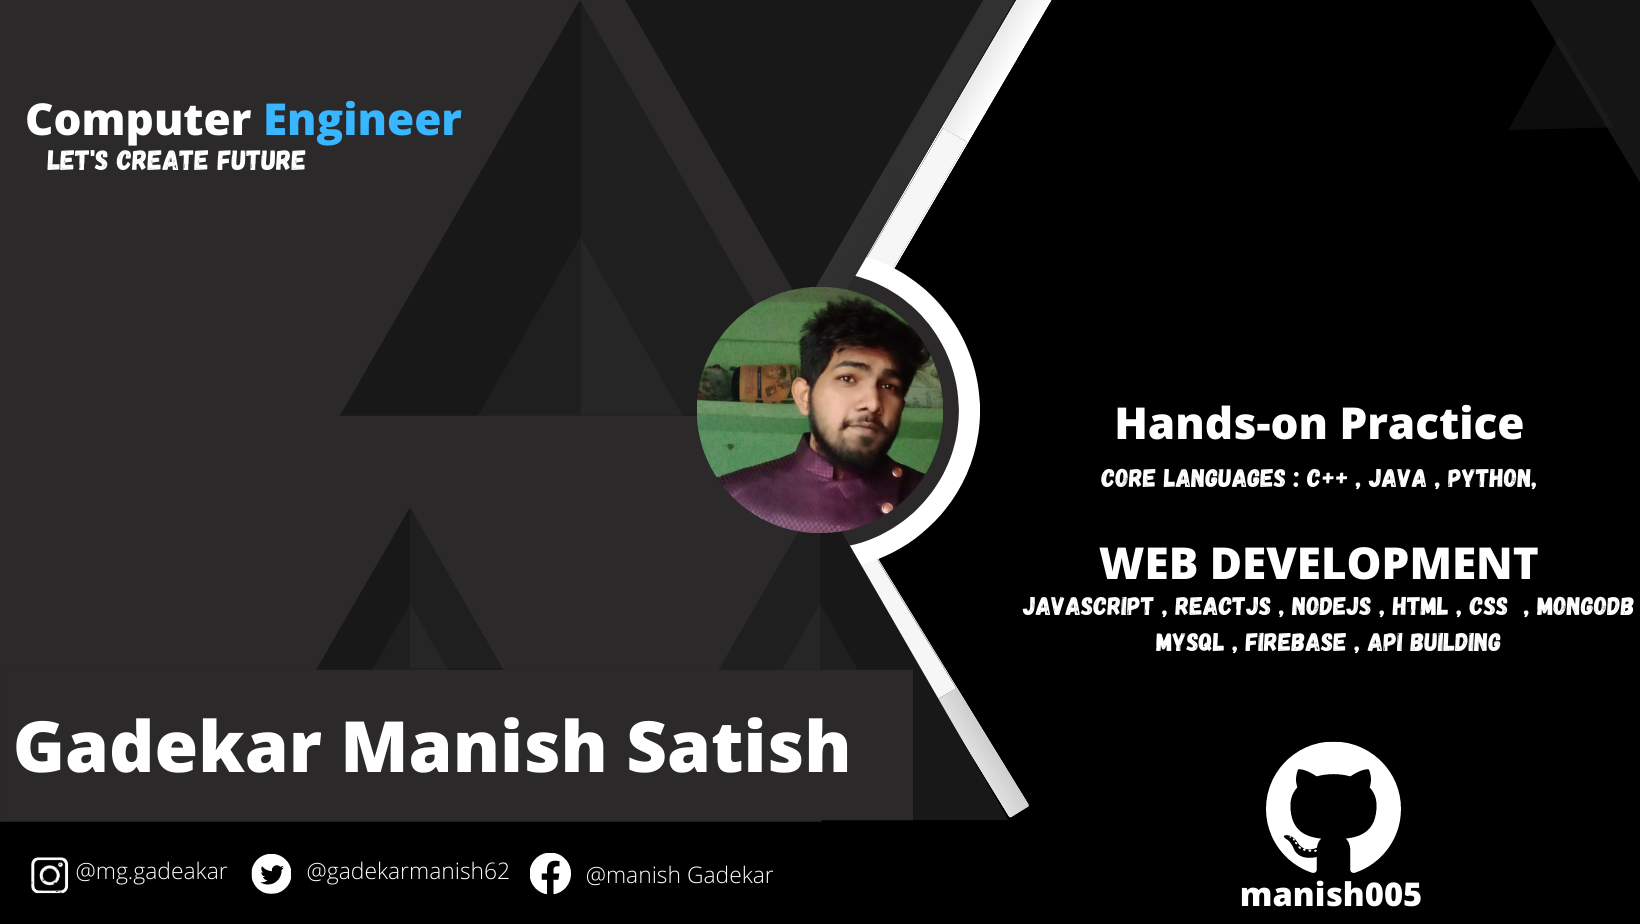 Computer Engineer
LET'S CREATE FUTURE
Hands-on Practice
CORE LANGUAGES : C++ , JAVA , PYTHON,
WEB DEVELOPMENT
JAVASCRIPT , REACTJS , NODEJS , HTML , CSS , MONGODB
MYSQL , FIREBASE , API BUILDING
Gadekar Manish Satish
@mg.gadeakar
@gadekarmanish62
@manish Gadekar
manish005